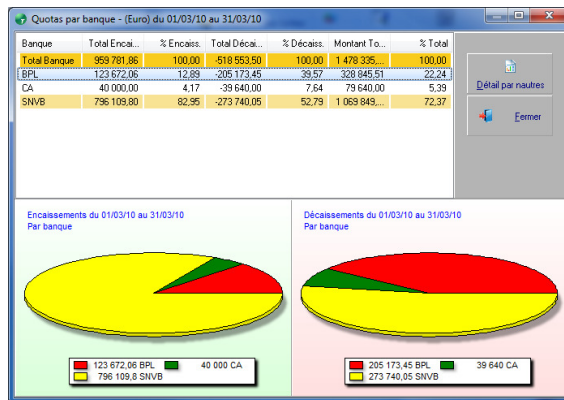 Quotas par banque - (Euro) du 01/03/10 au 31/03/10
Banque Total Encai... % Encaiss. Total Décai... % Décaiss. Montant To... % Total
Total Banque 959 781,86 100,00 -518 553,50 100,00 1 478 335,... 100,00
BPL 123 672,06 12,89 -205 173,45 39,57 328 845,51 22,24
CA 40 000,00 4,17 -39 640,00 7,64 79 640,00 5,39
SNVB 796 109,80 82,95 -273 740,05 52,79 1 069 849,... 72,37
Détail par nautres
Fermer
Encaissements du 01/03/10 au 31/03/10
Par banque
123 672,06 BPL 40 000 CA
796 109,8 SNVB
Décaissements du 01/03/10 au 31/03/10
Par banque
205 173,45 BPL 39 640 CA
273 740,05 SNVB